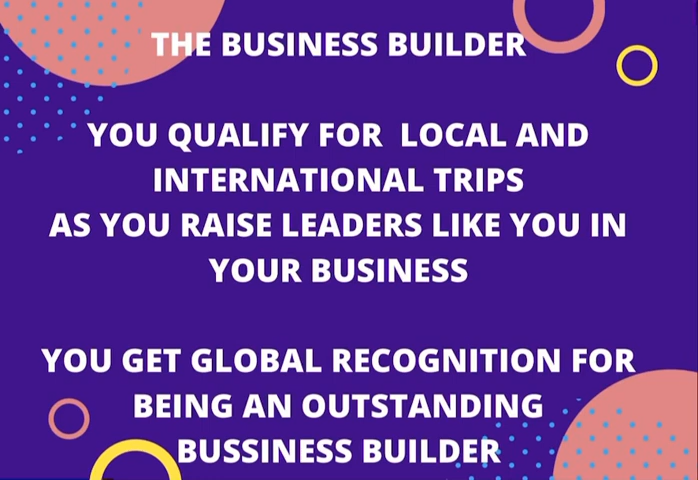 THE BUSINESS BUILDER
YOU QUALIFY FOR LOCAL AND
INTERNATIONAL TRIPS
AS YOU RAISE LEADERS LIKE YOU IN
YOUR BUSINESS
YOU GET GLOBAL RECOGNITION FOR
BEING AN OUTSTANDING
BUSSINESS BUILDER